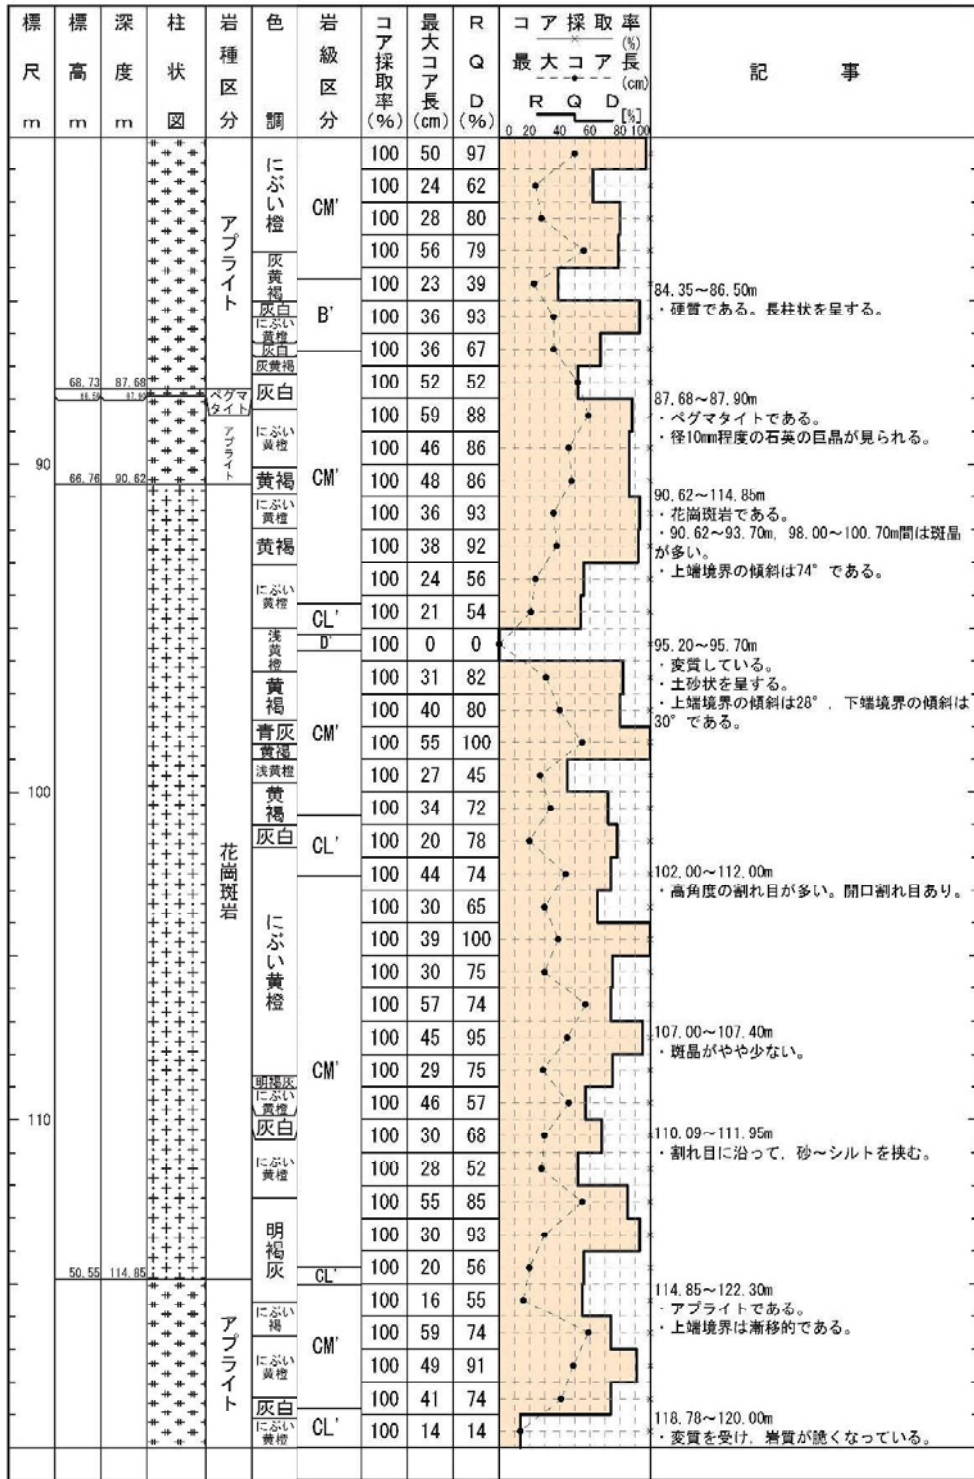 標尺 m
標高 m
深度 m
柱状図
岩種区分
色調
岩級区分
コア採取率(%)
最大コア長(cm)
RQD(%)
コア採取率(%)
最大コア長(cm)
RQD[%]
0 20 40 60 80 100
記事
90
100
110
68.73 87.68
66.76 90.62
50.55 114.85
アプライト
ペグマタイト
アプライト
花崗斑岩
アプライト
にぶい橙
灰黄褐
灰白
にぶい黄橙
灰白
灰黄褐
灰白
にぶい黄橙
黄褐
にぶい黄橙
黄褐
にぶい黄橙
浅黄橙
黄褐
青灰
黄褐
浅黄橙
黄褐
灰白
にぶい黄橙
明褐灰
にぶい黄橙
灰白
にぶい黄橙
明褐灰
にぶい褐
にぶい黄橙
灰白
にぶい黄橙
CM'
B'
CM'
CL'
D'
CM'
CL'
CM'
CL'
CM'
CL'
100 50 97
100 24 62
100 28 80
100 56 79
100 23 39
100 36 93
100 36 67
100 52 52
100 59 88
100 46 86
100 48 86
100 36 93
100 38 92
100 24 56
100 21 54
100 0 0
100 31 82
100 40 80
100 55 100
100 27 45
100 34 72
100 20 78
100 44 74
100 30 65
100 39 100
100 30 75
100 57 74
100 45 95
100 29 75
100 46 57
100 30 68
100 28 52
100 55 85
100 30 93
100 20 56
100 16 55
100 59 74
100 49 91
100 41 74
100 14 14
84.35～86.50m
・硬質である。長柱状を呈する。
87.68～87.90m
・ペグマタイトである。
・径10mm程度の石英の巨晶が見られる。
90.62～114.85m
・花崗斑岩である。
・90.62～93.70m, 98.00～100.70m間は斑晶
が多い。
・上端境界の傾斜は74°である。
95.20～95.70m
・変質している。
・土砂状を呈する。
・上端境界の傾斜は28°, 下端境界の傾斜は
30°である。
102.00～112.00m
・高角度の割れ目が多い。開口割れ目あり。
107.00～107.40m
・斑晶がやや少ない。
110.09～111.95m
・割れ目に沿って, 砂～シルトを挟む。
114.85～122.30m
・アプライトである。
・上端境界は漸移的である。
118.78～120.00m
・変質を受け, 岩質が脆くなっている。